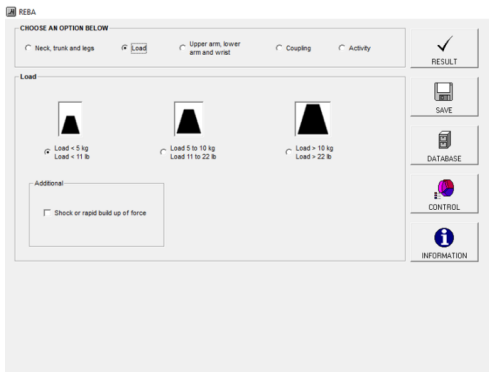 REBA
CHOOSE AN OPTION BELOW
Neck, trunk and legs
Load
Upper arm, lower
arm and wrist
Coupling
Activity
RESULT
Load
Load < 5 kg
Load < 11 lb
Load 5 to 10 kg
Load 11 to 22 lb
Load > 10 kg
Load > 22 lb
SAVE
DATABASE
Additional
Shock or rapid build up of force
CONTROL
INFORMATION